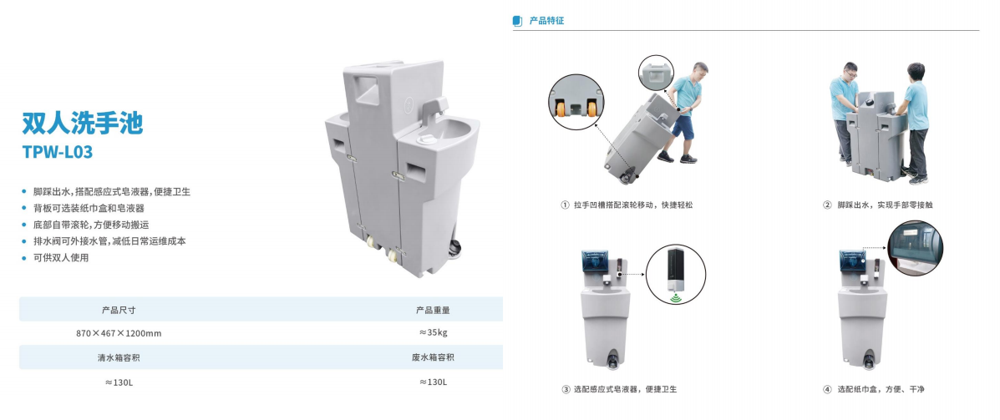 双人洗手池
TPW-L03
脚踩出水,搭配感应式皂液器,便捷卫生
背板可选装纸巾盒和皂液器
底部自带滚轮,方便移动搬运
排水阀可外接水管,减低日常运维成本
可供双人使用
产品尺寸 产品重量
870×467×1200mm ≈35kg
清水箱容积 废水箱容积
≈130L ≈130L
产品特征
① 拉手凹槽搭配滚轮移动，快捷轻松
② 脚踩出水，实现手部零接触
③ 选配感应式皂液器，便捷卫生
④ 选配纸巾盒，方便、干净